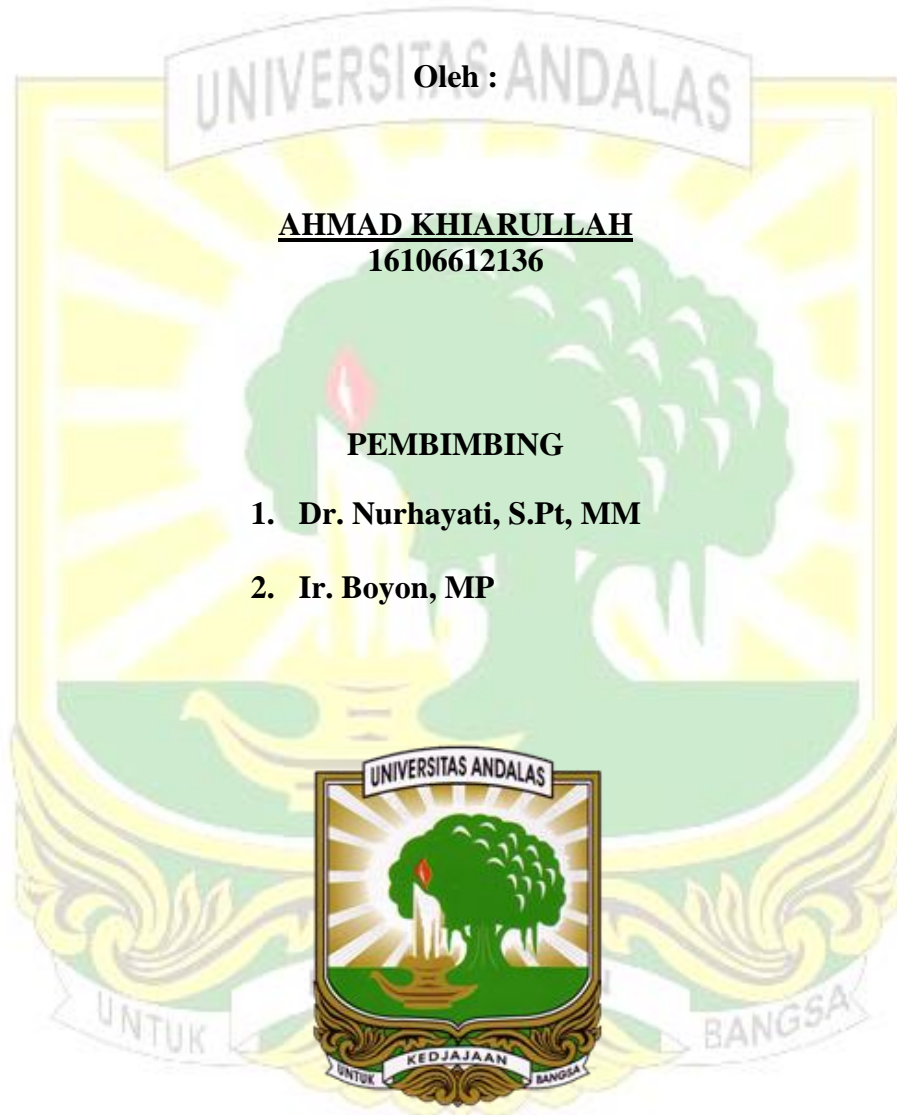 UNIVERSITAS ANDALAS
Oleh :
AHMAD KHIARULLAH
16106612136
PEMBIMBING
1. Dr. Nurhayati, S.Pt, MM
2. Ir. Boyon, MP
UNIVERSITAS ANDALAS
UNTUK KEDJAJAAN BANGSA
UNTUK BANGSA